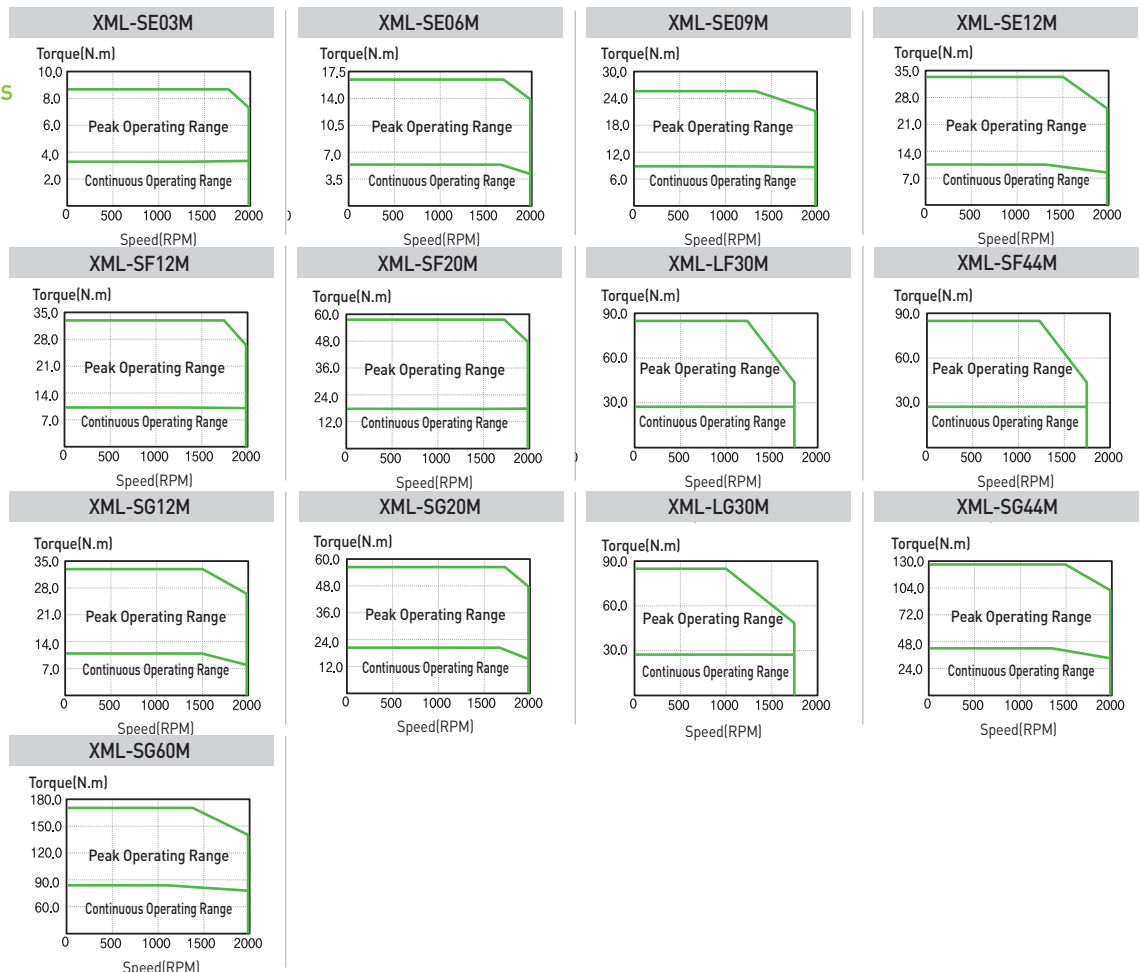 s
XML-SE03M
Torque(N.m)
10.0
8.0
6.0
4.0
2.0
Peak Operating Range
Continuous Operating Range
0 500 1000 1500 2000
Speed(RPM)
XML-SE06M
Torque(N.m)
17.5
14.0
10.5
7.0
3.5
Peak Operating Range
Continuous Operating Range
0 500 1000 1500 2000
Speed(RPM)
XML-SE09M
Torque(N.m)
30.0
24.0
18.0
12.0
6.0
Peak Operating Range
Continuous Operating Range
0 500 1000 1500 2000
Speed(RPM)
XML-SE12M
Torque(N.m)
35,0
28.0
21.0
14.0
7,0
Peak Operating Range
Continuous Operating Range
0 500 1000 1500 2000
Speed(RPM)
XML-SF12M
Torque(N.m)
35,0
28.0
21.0
14.0
7.0
Peak Operating Range
Continuous Operating Range
0 500 1000 1500 2000
Speed(RPM)
XML-SF20M
Torque(N.m)
60.0
48.0
36.0
24.0
12.0
Peak Operating Range
Continuous Operating Range
0 500 1000 1500 2000
Speed(RPM)
XML-LF30M
Torque(N.m)
90.0
60.0
30.0
Peak Operating Range
Continuous Operating Range
0 500 1000 1500 2000
Speed(RPM)
XML-SF44M
Torque(N.m)
90.0
60.0
30.0
Peak Operating Range
Continuous Operating Range
0 500 1000 1500 2000
Speed(RPM)
XML-SG12M
Torque(N.m)
35.0
28.0
21.0
14.0
7.0
Peak Operating Range
Continuous Operating Range
0 500 1000 1500 2000
Speed(RPM)
XML-SG20M
Torque(N.m)
60.0
48.0
36.0
24.0
12.0
Peak Operating Range
Continuous Operating Range
0 500 1000 1500 2000
Speed(RPM)
XML-LG30M
Torque(N.m)
90.0
60.0
30.0
Peak Operating Range
Continuous Operating Range
0 500 1000 1500 2000
Speed(RPM)
XML-SG44M
Torque(N.m)
130.0
104.0
72.0
48.0
24.0
Peak Operating Range
Continuous Operating Range
0 500 1000 1500 2000
Speed(RPM)
XML-SG60M
Torque(N.m)
180.0
150.0
120.0
90.0
60.0
Peak Operating Range
Continuous Operating Range
0 500 1000 1500 2000
Speed(RPM)